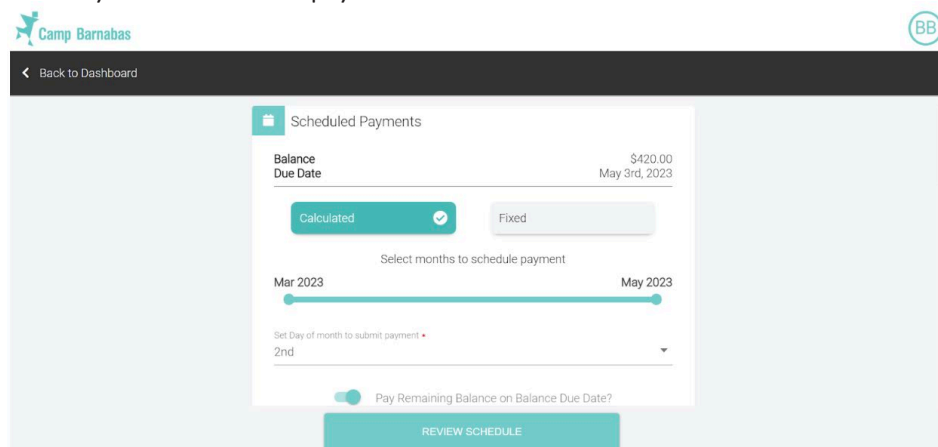 Camp Barnabas
BB
Back to Dashboard
Scheduled Payments
Balance $420.00
Due Date May 3rd, 2023
Calculated Fixed
Select months to schedule payment
Mar 2023 May 2023
Set Day of month to submit payment •
2nd
Pay Remaining Balance on Balance Due Date?
REVIEW SCHEDULE